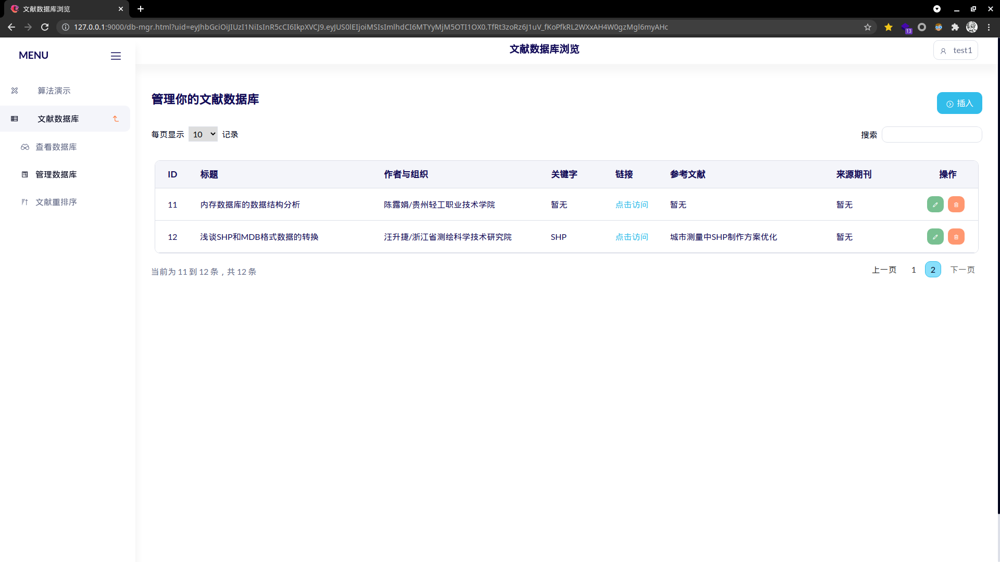 文献数据库浏览
127.0.0.1:9000/db-mgr.html?uid=eyJhbGciOiJIUzI1NiIsInR5cCI6IkpXVCJ9.eyJUS0lEIjoiMSIsImlhdCI6MTYyMjM5OTI1OX0.TfRt3zoRz6J1uV_fKoPfkRL2WXxAH4W0gzMgl6myAHc
13
MENU
文献数据库浏览
test1
算法演示
文献数据库
查看数据库
管理数据库
文献重排序
管理你的文献数据库
插入
每页显示 10 记录
搜索
ID 标题 作者与组织 关键字 链接 参考文献 来源期刊 操作
11 内存数据库的数据结构分析 陈露娟/贵州轻工职业技术学院 暂无 点击访问 暂无 暂无
12 浅谈SHP和MDB格式数据的转换 汪升捷/浙江省测绘科学技术研究院 SHP 点击访问 城市测量中SHP制作方案优化 暂无
当前为 11 到 12 条，共 12 条
上一页 1 2 下一页